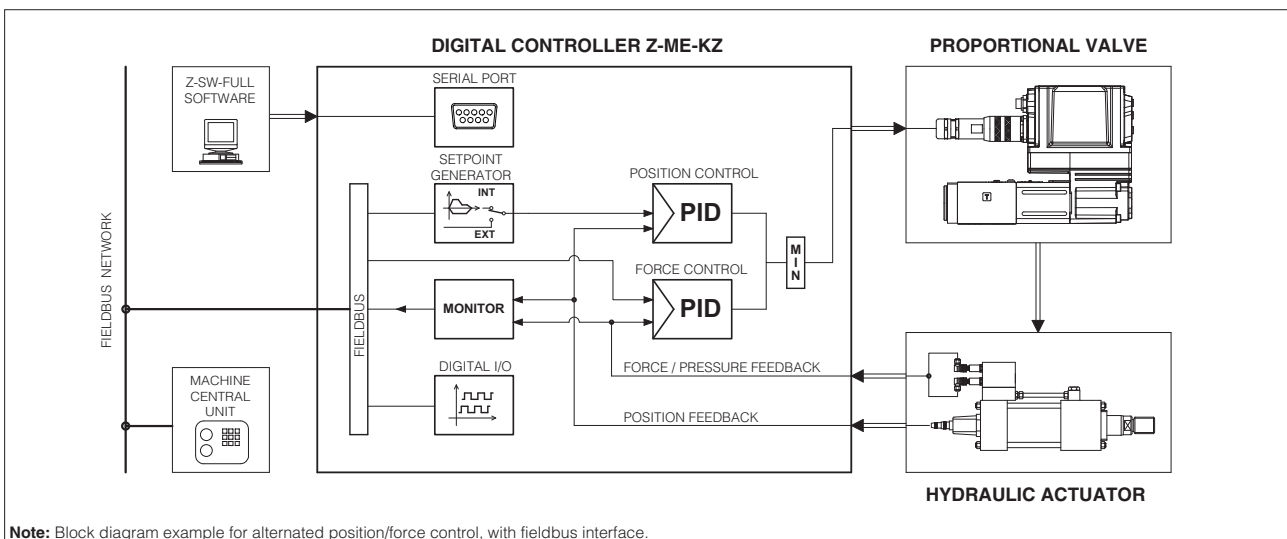 DIGITAL CONTROLLER Z-ME-KZ
PROPORTIONAL VALVE
Z-SW-FULL
SOFTWARE
SERIAL PORT
SETPOINT
GENERATOR
INT
EXT
POSITION CONTROL
PID
MIN
T
FIELDBUS NETWORK
FIELDBUS
MONITOR
FORCE CONTROL
PID
DIGITAL I/O
FORCE / PRESSURE FEEDBACK
MACHINE
CENTRAL
UNIT
POSITION FEEDBACK
HYDRAULIC ACTUATOR
Note: Block diagram example for alternated position/force control, with fieldbus interface.